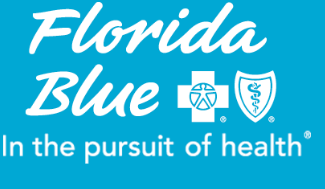 Florida
Blue ® ®
In the pursuit of health®